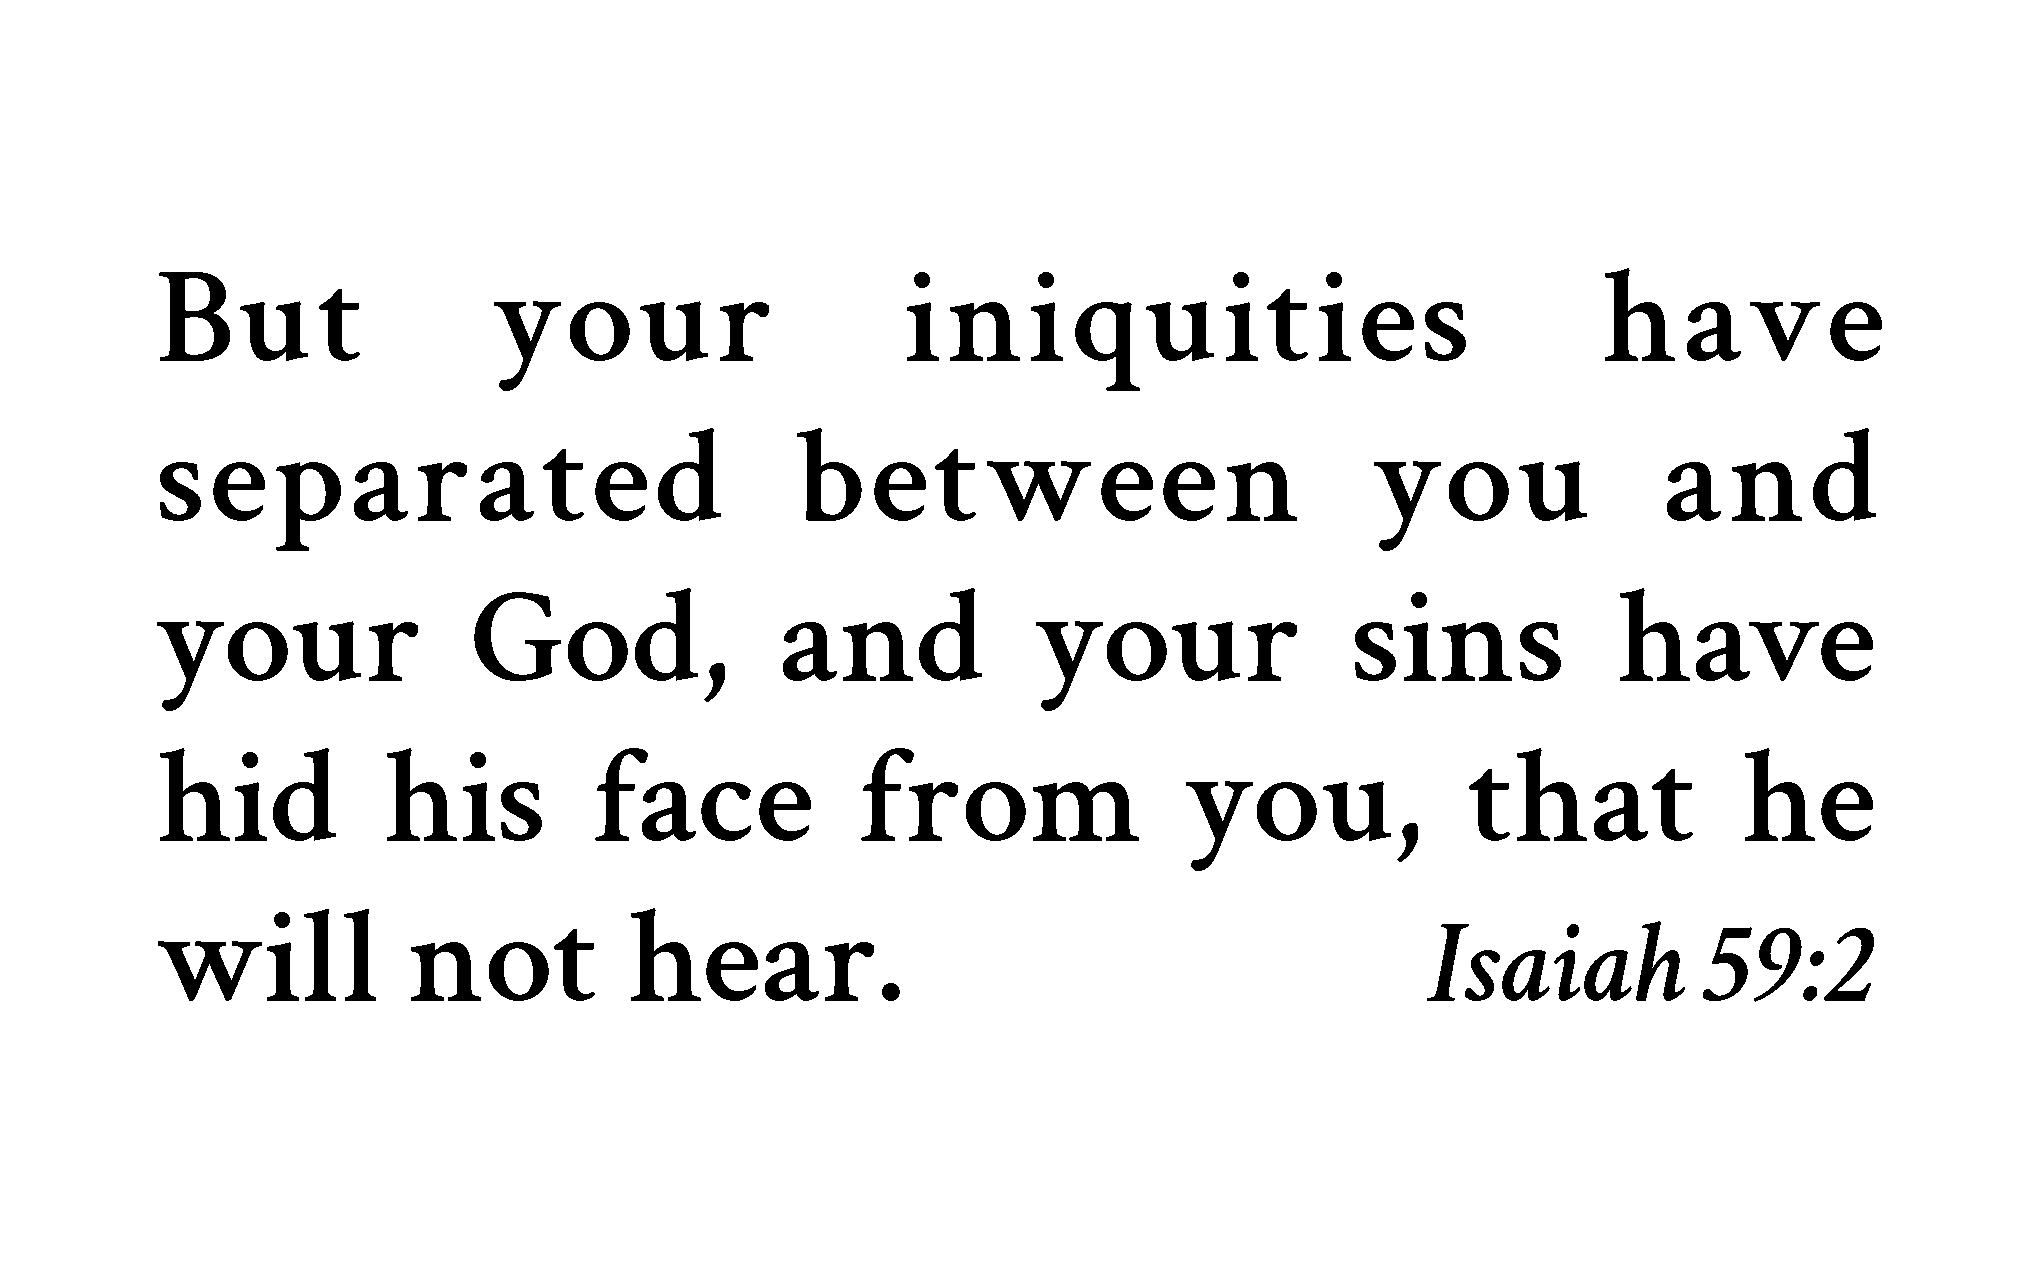 But your iniquities have
separated between you and
your God, and your sins have
hid his face from you, that he
will not hear. Isaiah 59:2